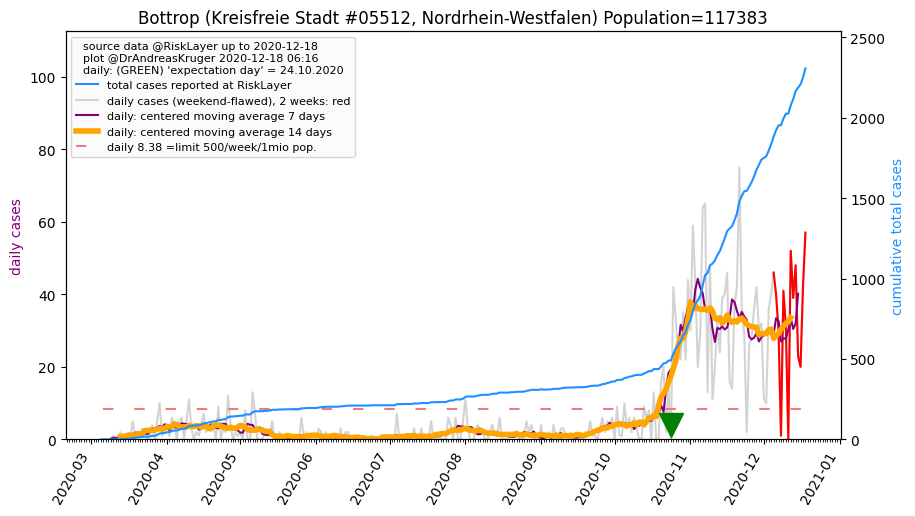 Bottrop (Kreisfreie Stadt #05512, Nordrhein-Westfalen) Population=117383
source data @RiskLayer up to 2020-12-18
plot @DrAndreasKruger 2020-12-18 06:16
daily: (GREEN) 'expectation day' = 24.10.2020
total cases reported at RiskLayer
daily cases (weekend-flawed), 2 weeks: red
daily: centered moving average 7 days
daily: centered moving average 14 days
daily 8.38 =limit 500/week/1mio pop.
daily cases
100
80
60
40
20
0
cumulative total cases
2500
2000
1500
1000
500
0
2020-03
2020-04
2020-05
2020-06
2020-07
2020-08
2020-09
2020-10
2020-11
2020-12
2021-01